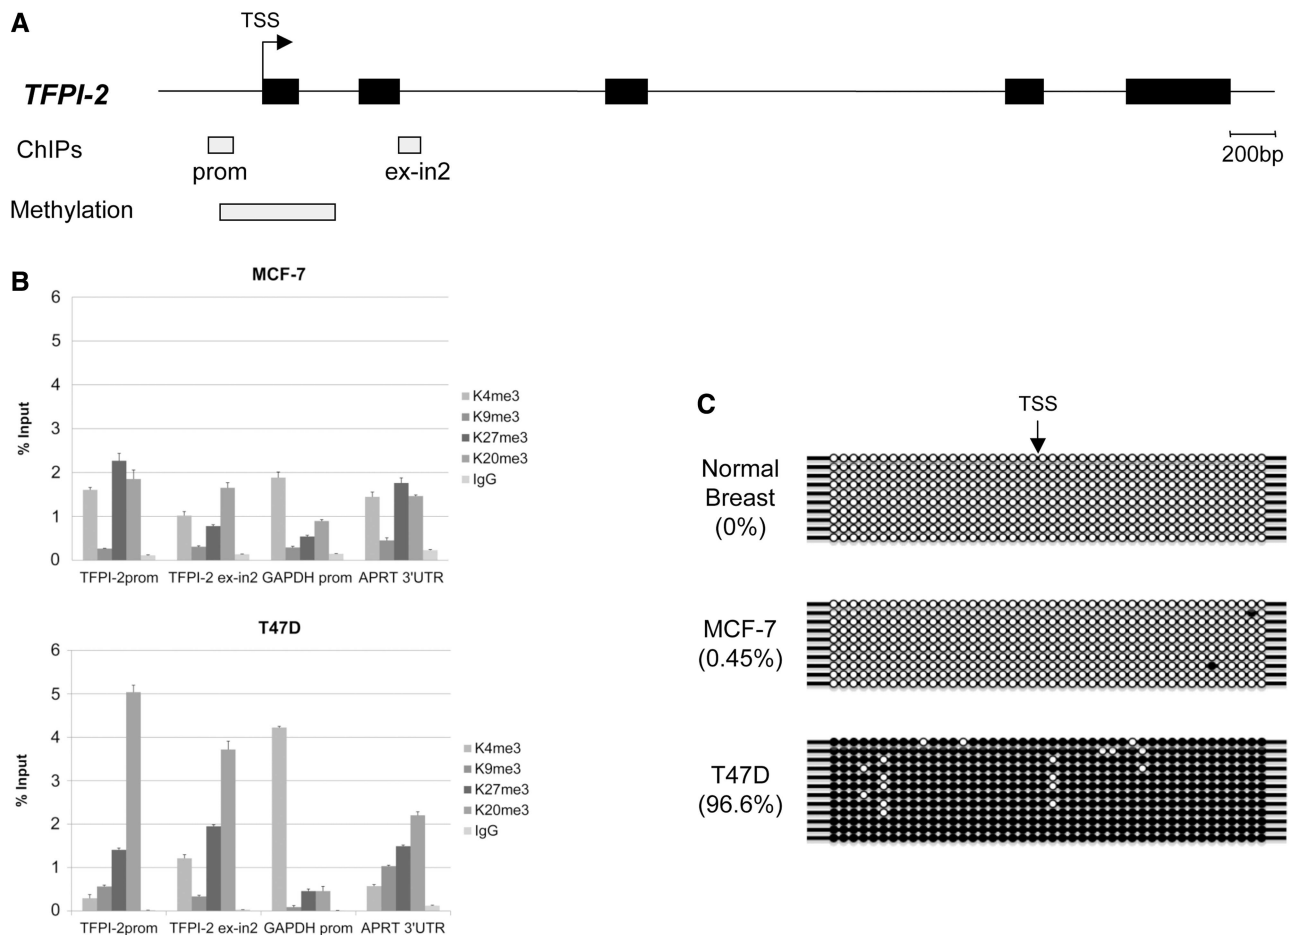 A
TSS
TFPI-2
ChIPs
prom
ex-in2
200bp
Methylation
B
MCF-7
% Input
6
5
4
3
2
1
0
TFPI-2prom
TFPI-2 ex-in2
GAPDH prom
APRT 3'UTR
K4me3
K9me3
K27me3
K20me3
IgG
T47D
% Input
6
5
4
3
2
1
0
TFPI-2prom
TFPI-2 ex-in2
GAPDH prom
APRT 3'UTR
K4me3
K9me3
K27me3
K20me3
IgG
C
TSS
Normal
Breast
(0%)
MCF-7
(0.45%)
T47D
(96.6%)